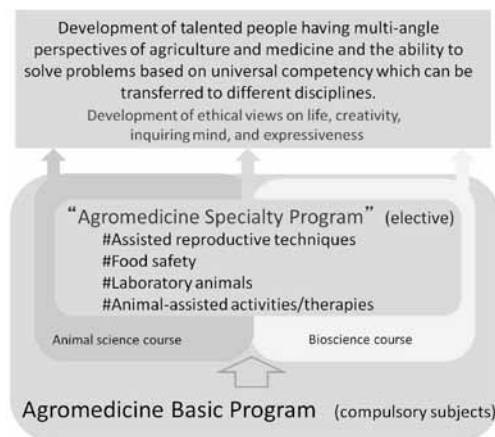 Development of talented people having multi-angle
perspectives of agriculture and medicine and the ability to
solve problems based on universal competency which can be
transferred to different disciplines.
Development of ethical views on life, creativity,
inquiring mind, and expressiveness
“Agromedicine Specialty Program” (elective)
#Assisted reproductive techniques
#Food safety
#Laboratory animals
#Animal-assisted activities/therapies
Animal science course
Bioscience course
Agromedicine Basic Program (compulsory subjects)